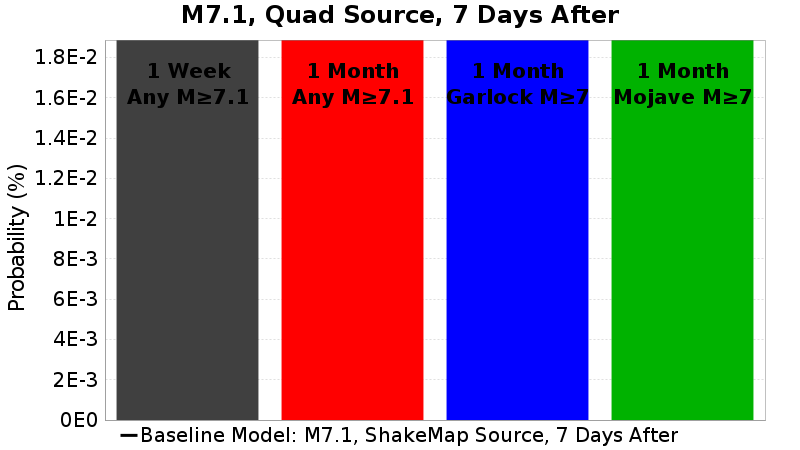 M7.1, Quad Source, 7 Days After
Probability (%)
1.8E-2
1.6E-2
1.4E-2
1.2E-2
1E-2
8E-3
6E-3
4E-3
2E-3
0E0
1 Week
Any M≥7.1
1 Month
Any M≥7.1
1 Month
Garlock M≥7
1 Month
Mojave M≥7
Baseline Model: M7.1, ShakeMap Source, 7 Days After